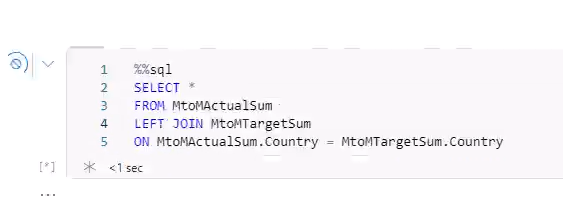 1 %%sql
2 SELECT *
3 FROM MtoMActualSum
4 LEFT JOIN MtoMTargetSum
5 ON MtoMActualSum.Country = MtoMTargetSum.Country
[*] <1 sec
...